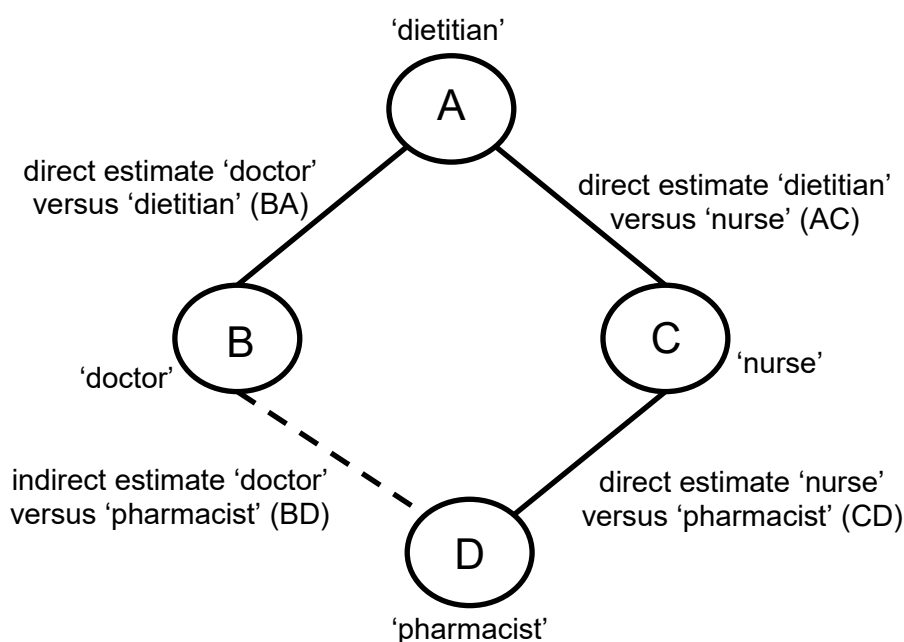 ‘dietitian’
A
direct estimate ‘doctor’
versus ‘dietitian’ (BA)
direct estimate ‘dietitian’
versus ‘nurse’ (AC)
B
C
‘doctor’
‘nurse’
indirect estimate ‘doctor’
versus ‘pharmacist’ (BD)
direct estimate ‘nurse’
versus ‘pharmacist’ (CD)
D
‘pharmacist’